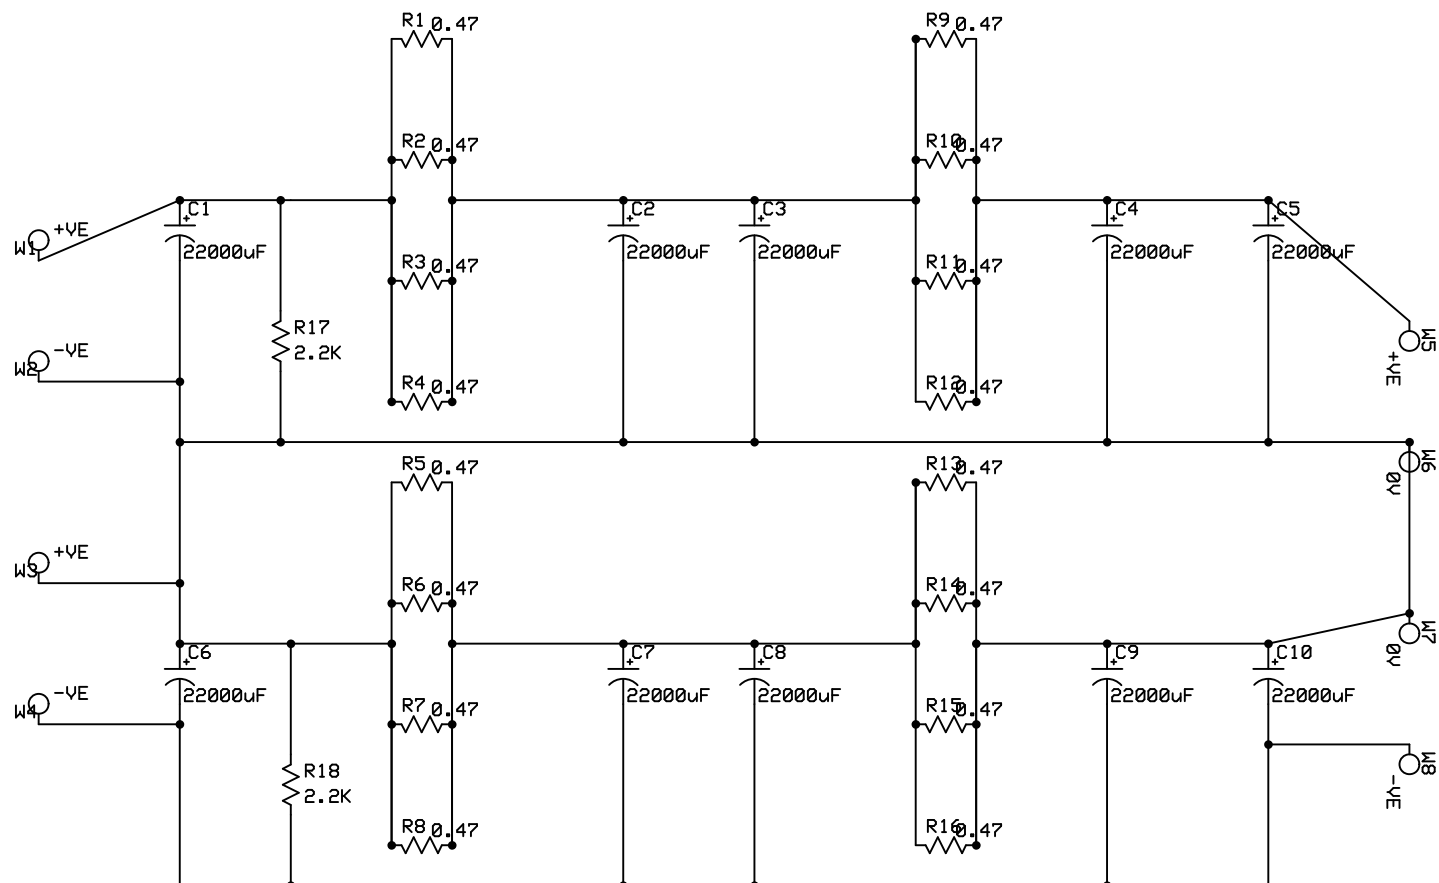 R1 0.47
R9 0.47
R2 0.47
R10 0.47
C1
C2
C3
C4
C5
+VE
W1
22000uF
22000uF
22000uF
22000uF
22000uF
R3 0.47
R11 0.47
R17
2.2K
-VE
W2
W5
+VE
R4 0.47
R12 0.47
R5 0.47
R13 0.47
W6
0V
+VE
W3
R6 0.47
R14 0.47
C6
C7
C8
C9
C10
W7
0V
-VE
W4
22000uF
22000uF
22000uF
22000uF
22000uF
R7 0.47
R15 0.47
R18
2.2K
W8
-VE
R8 0.47
R16 0.47